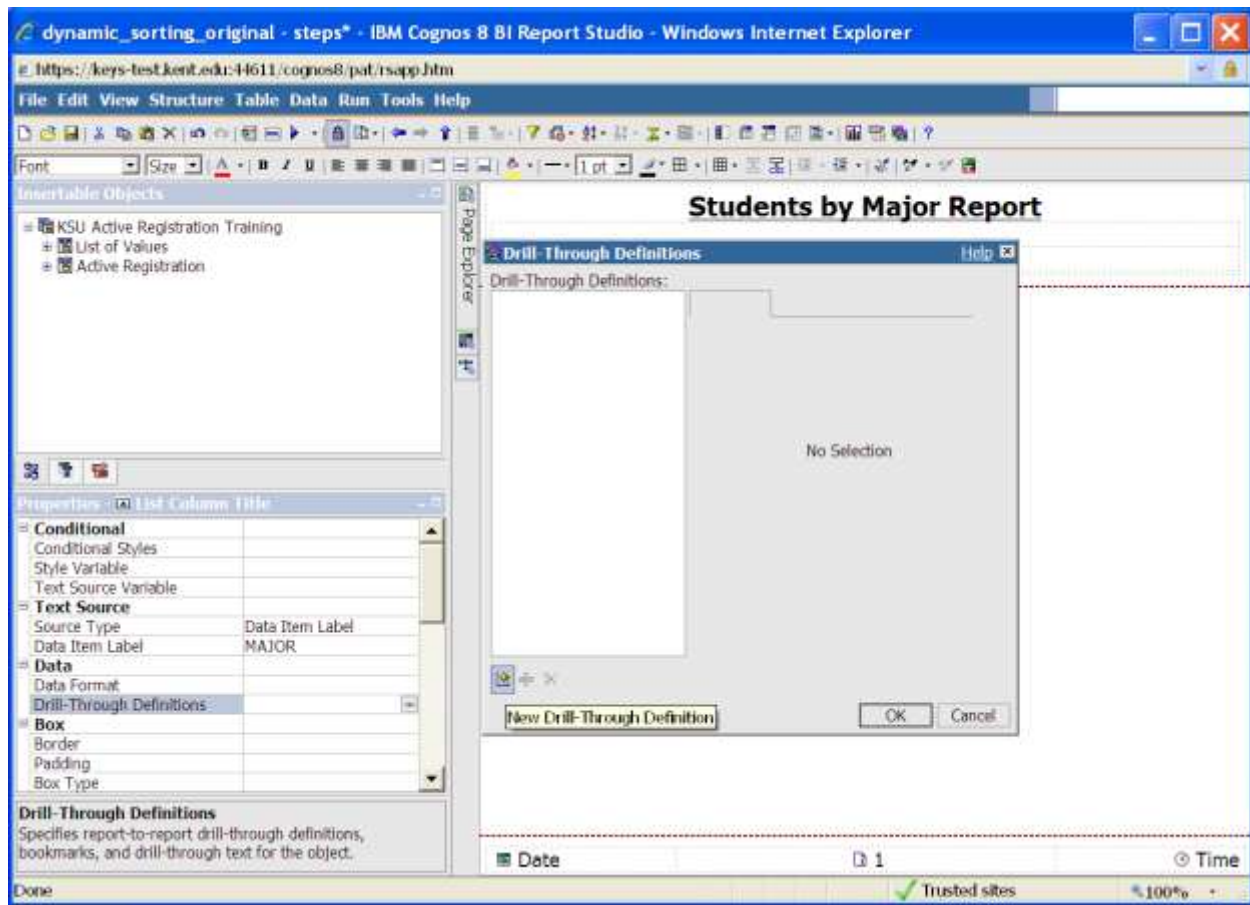 dynamic_sorting_original - steps* - IBM Cognos 8 BI Report Studio - Windows Internet Explorer
https://keys-test.kent.edu:44611/cognos8/pat/rsapp.htm
File Edit View Structure Table Data Run Tools Help
Font Size 1 pt
Insertable Objects
KSU Active Registration Training
List of Values
Active Registration
Page Explorer
Students by Major Report
Drill-Through Definitions Help
Drill-Through Definitions:
No Selection
New Drill-Through Definition
OK Cancel
Properties - List Column Title
Conditional
Conditional Styles
Style Variable
Text Source Variable
Text Source
Source Type Data Item Label
Data Item Label MAJOR
Data
Data Format
Drill-Through Definitions
Box
Border
Padding
Box Type
Drill-Through Definitions
Specifies report-to-report drill-through definitions,
bookmarks, and drill-through text for the object.
Date 1 Time
Done Trusted sites 100%